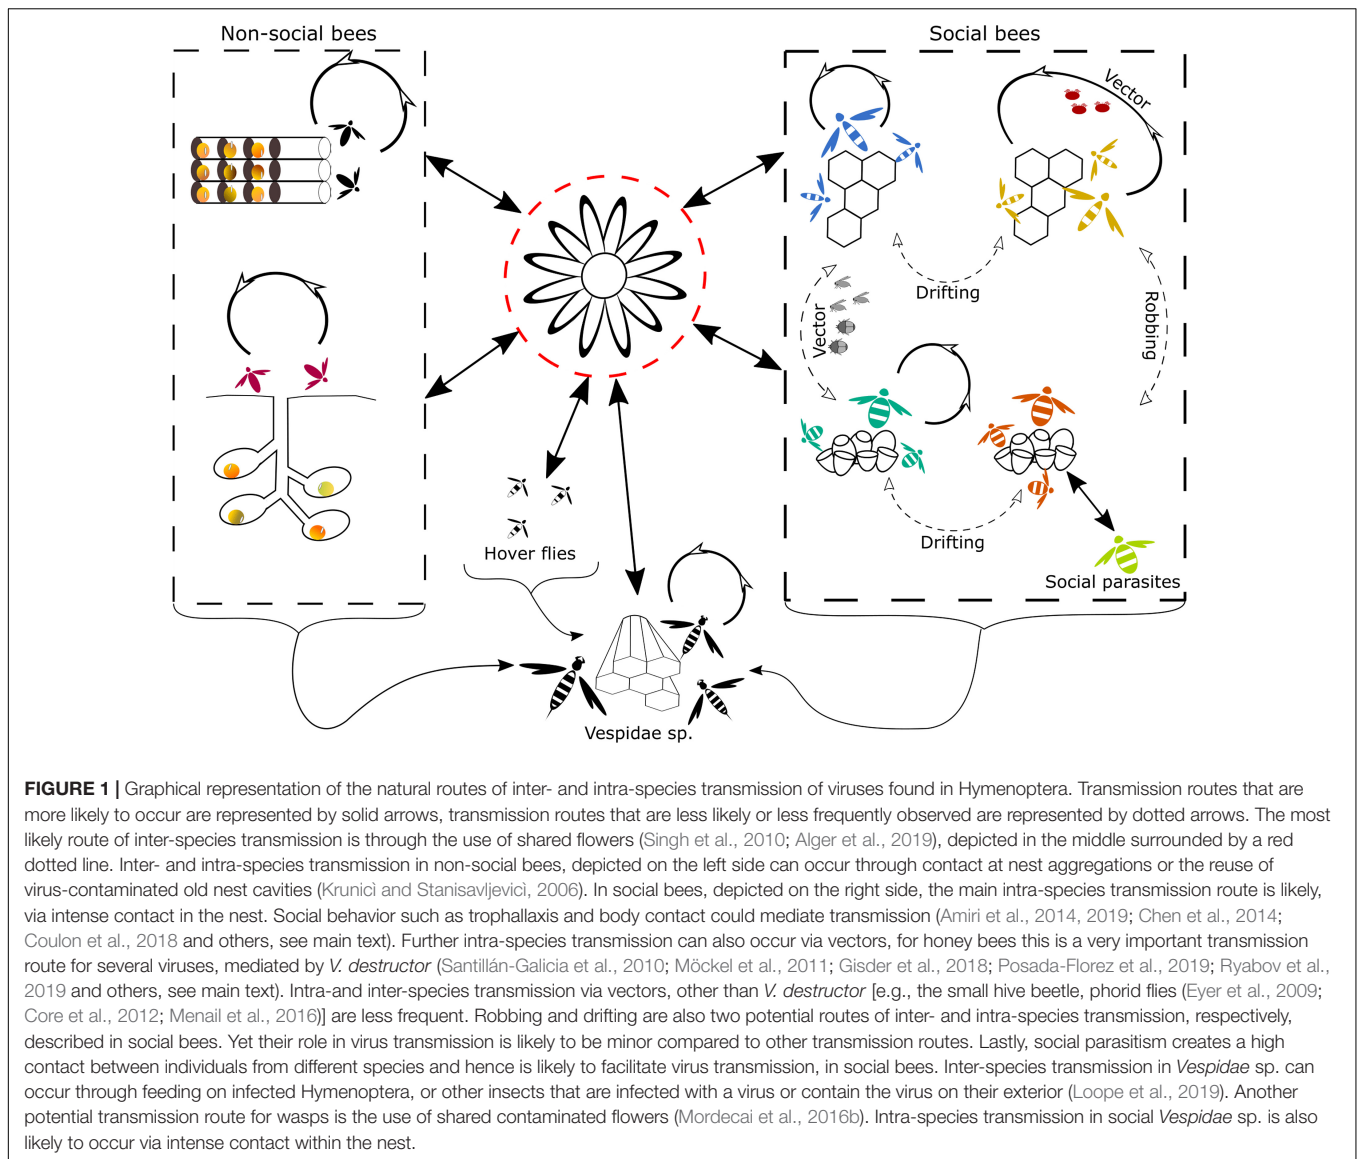 Non-social bees
Social bees
Vector
Drifting
Vector
Robbing
Drifting
Hover flies
Social parasites
Vespidae sp.
FIGURE 1 | Graphical representation of the natural routes of inter- and intra-species transmission of viruses found in Hymenoptera. Transmission routes that are
more likely to occur are represented by solid arrows, transmission routes that are less likely or less frequently observed are represented by dotted arrows. The most
likely route of inter-species transmission is through the use of shared flowers (Singh et al., 2010; Alger et al., 2019), depicted in the middle surrounded by a red
dotted line. Inter- and intra-species transmission in non-social bees, depicted on the left side can occur through contact at nest aggregations or the reuse of
virus-contaminated old nest cavities (Krunicì and Stanisavljevicì, 2006). In social bees, depicted on the right side, the main intra-species transmission route is likely,
via intense contact in the nest. Social behavior such as trophallaxis and body contact could mediate transmission (Amiri et al., 2014, 2019; Chen et al., 2014;
Coulon et al., 2018 and others, see main text). Further intra-species transmission can also occur via vectors, for honey bees this is a very important transmission
route for several viruses, mediated by V. destructor (Santillán-Galicia et al., 2010; Möckel et al., 2011; Gisder et al., 2018; Posada-Florez et al., 2019; Ryabov et al.,
2019 and others, see main text). Intra-and inter-species transmission via vectors, other than V. destructor [e.g., the small hive beetle, phorid flies (Eyer et al., 2009;
Core et al., 2012; Menail et al., 2016)] are less frequent. Robbing and drifting are also two potential routes of inter- and intra-species transmission, respectively,
described in social bees. Yet their role in virus transmission is likely to be minor compared to other transmission routes. Lastly, social parasitism creates a high
contact between individuals from different species and hence is likely to facilitate virus transmission, in social bees. Inter-species transmission in Vespidae sp. can
occur through feeding on infected Hymenoptera, or other insects that are infected with a virus or contain the virus on their exterior (Loope et al., 2019). Another
potential transmission route for wasps is the use of shared contaminated flowers (Mordecai et al., 2016b). Intra-species transmission in social Vespidae sp. is also
likely to occur via intense contact within the nest.